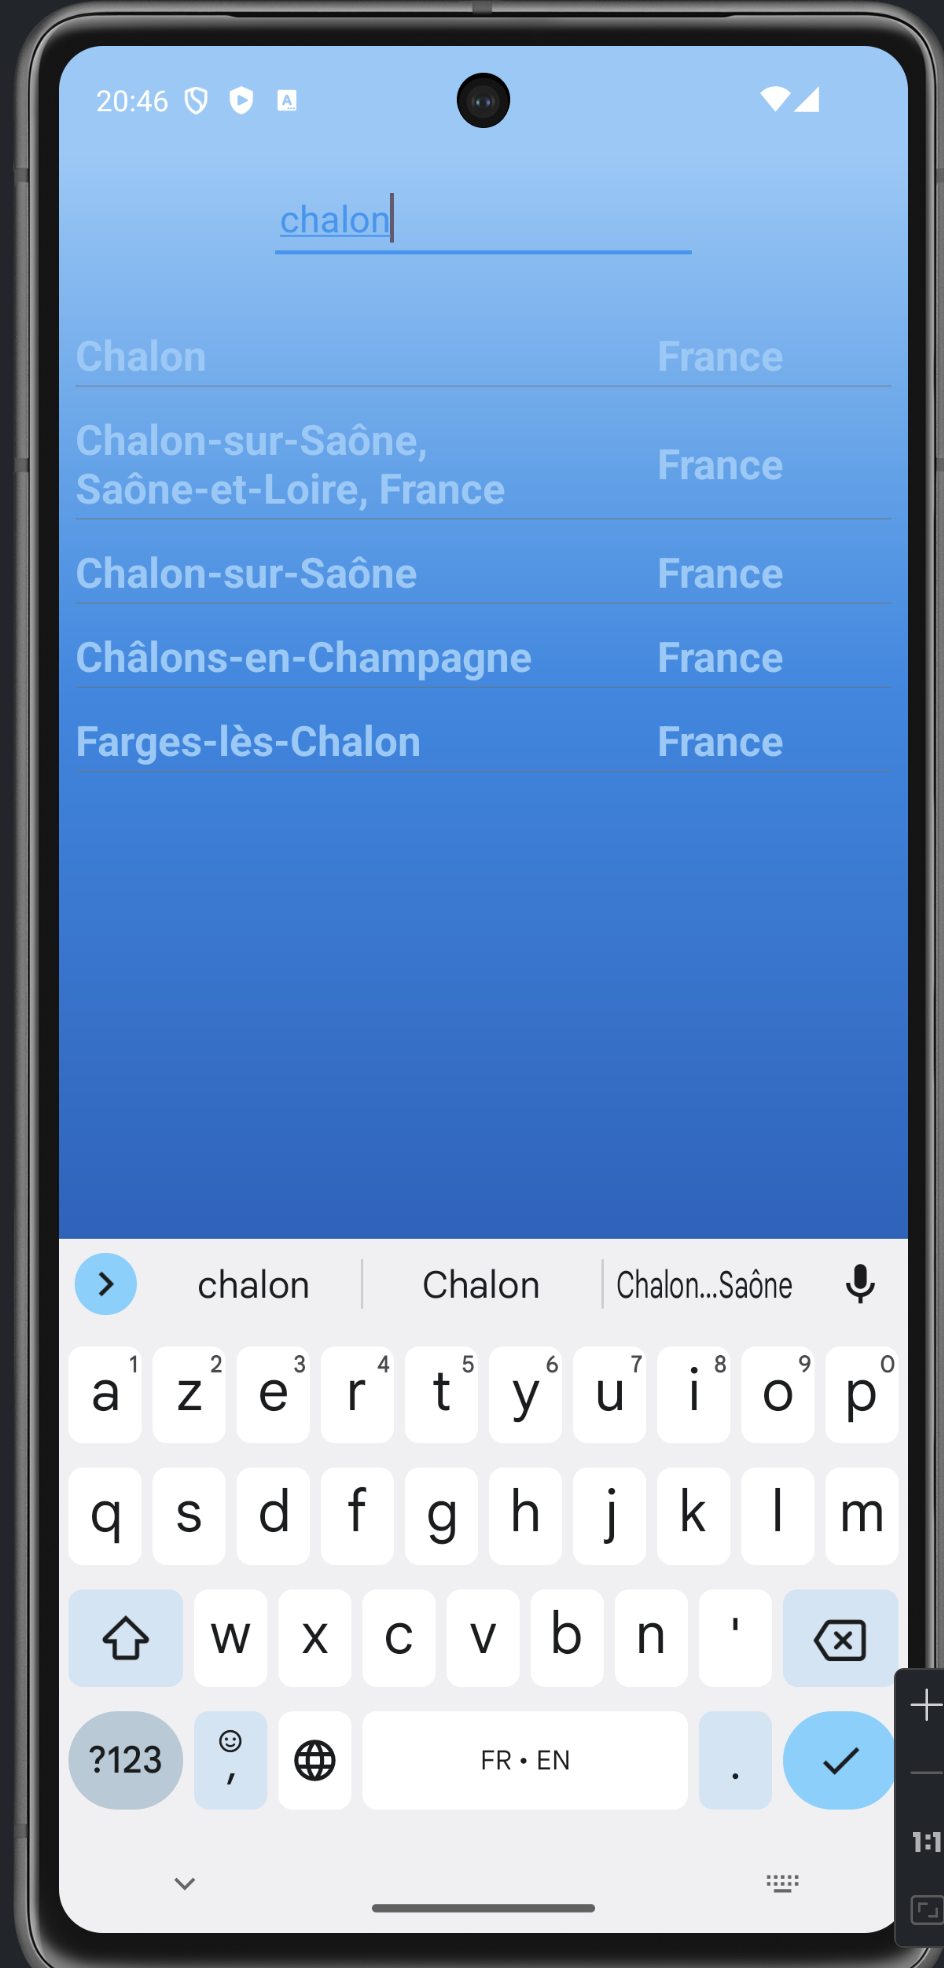 20:46
chalon
Chalon France
Chalon-sur-Saône,
Saône-et-Loire, France France
Chalon-sur-Saône France
Châlons-en-Champagne France
Farges-lès-Chalon France
chalon Chalon Chalon...Saône
a 1 z 2 e 3 r 4 t 5 y 6 u 7 i 8 o 9 p 0
q s d f g h j k l m
w x c v b n '
?123 , FR • EN .
1:1